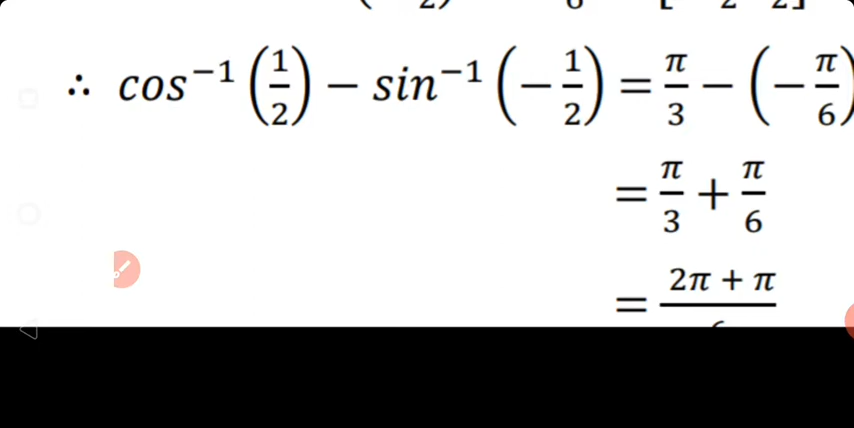 ∴ cos⁻¹(1/2) − sin⁻¹(−1/2) = π/3 − (−π/6)
= π/3 + π/6
= 2π + π